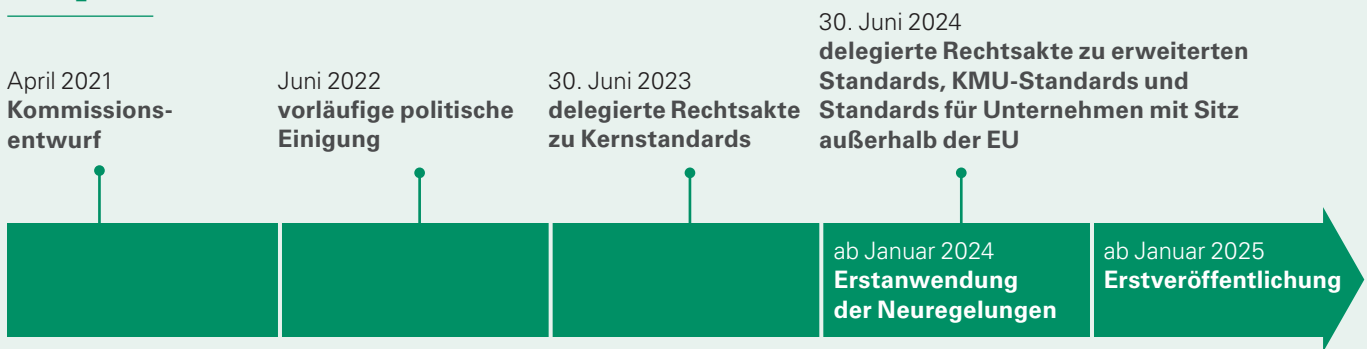 April 2021
Kommissions-
entwurf
Juni 2022
vorläufige politische
Einigung
30. Juni 2023
delegierte Rechtsakte
zu Kernstandards
30. Juni 2024
delegierte Rechtsakte zu erweiterten
Standards, KMU-Standards und
Standards für Unternehmen mit Sitz
außerhalb der EU
ab Januar 2024
Erstanwendung
der Neuregelungen
ab Januar 2025
Erstveröffentlichung